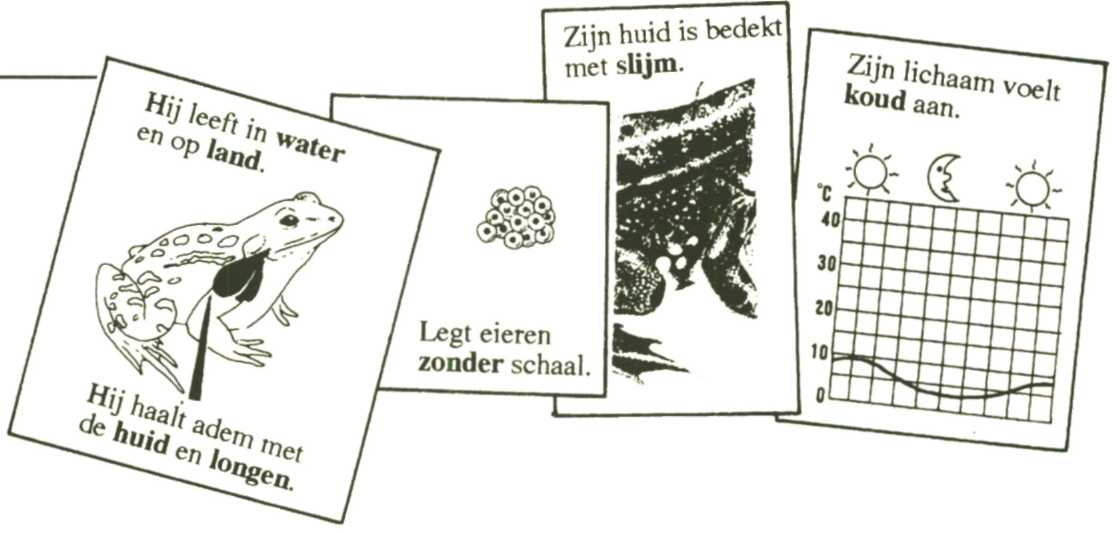 Hij leeft in water
en op land.
Hij haalt adem met
de huid en longen.
Legt eieren
zonder schaal.
Zijn huid is bedekt
met slijm.
Zijn lichaam voelt
koud aan.
°C
40
30
20
10
0